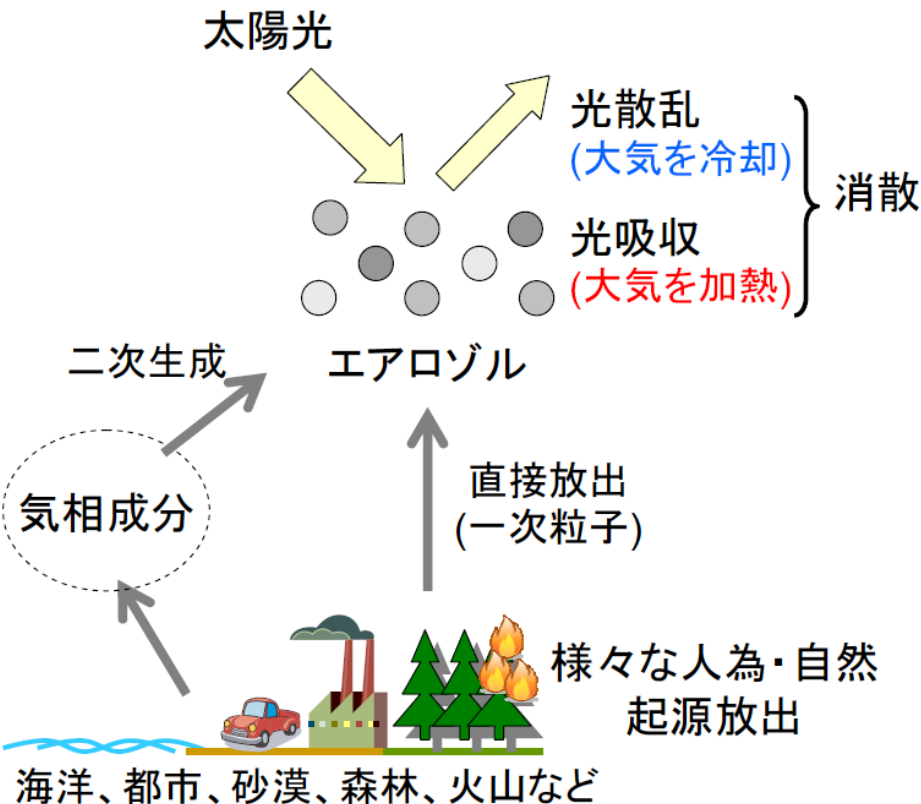 太陽光
光散乱
(大気を冷却)
消散
光吸収
(大気を加熱)
二次生成
エアロゾル
気相成分
直接放出
(一次粒子)
様々な人為・自然
起源放出
海洋、都市、砂漠、森林、火山など